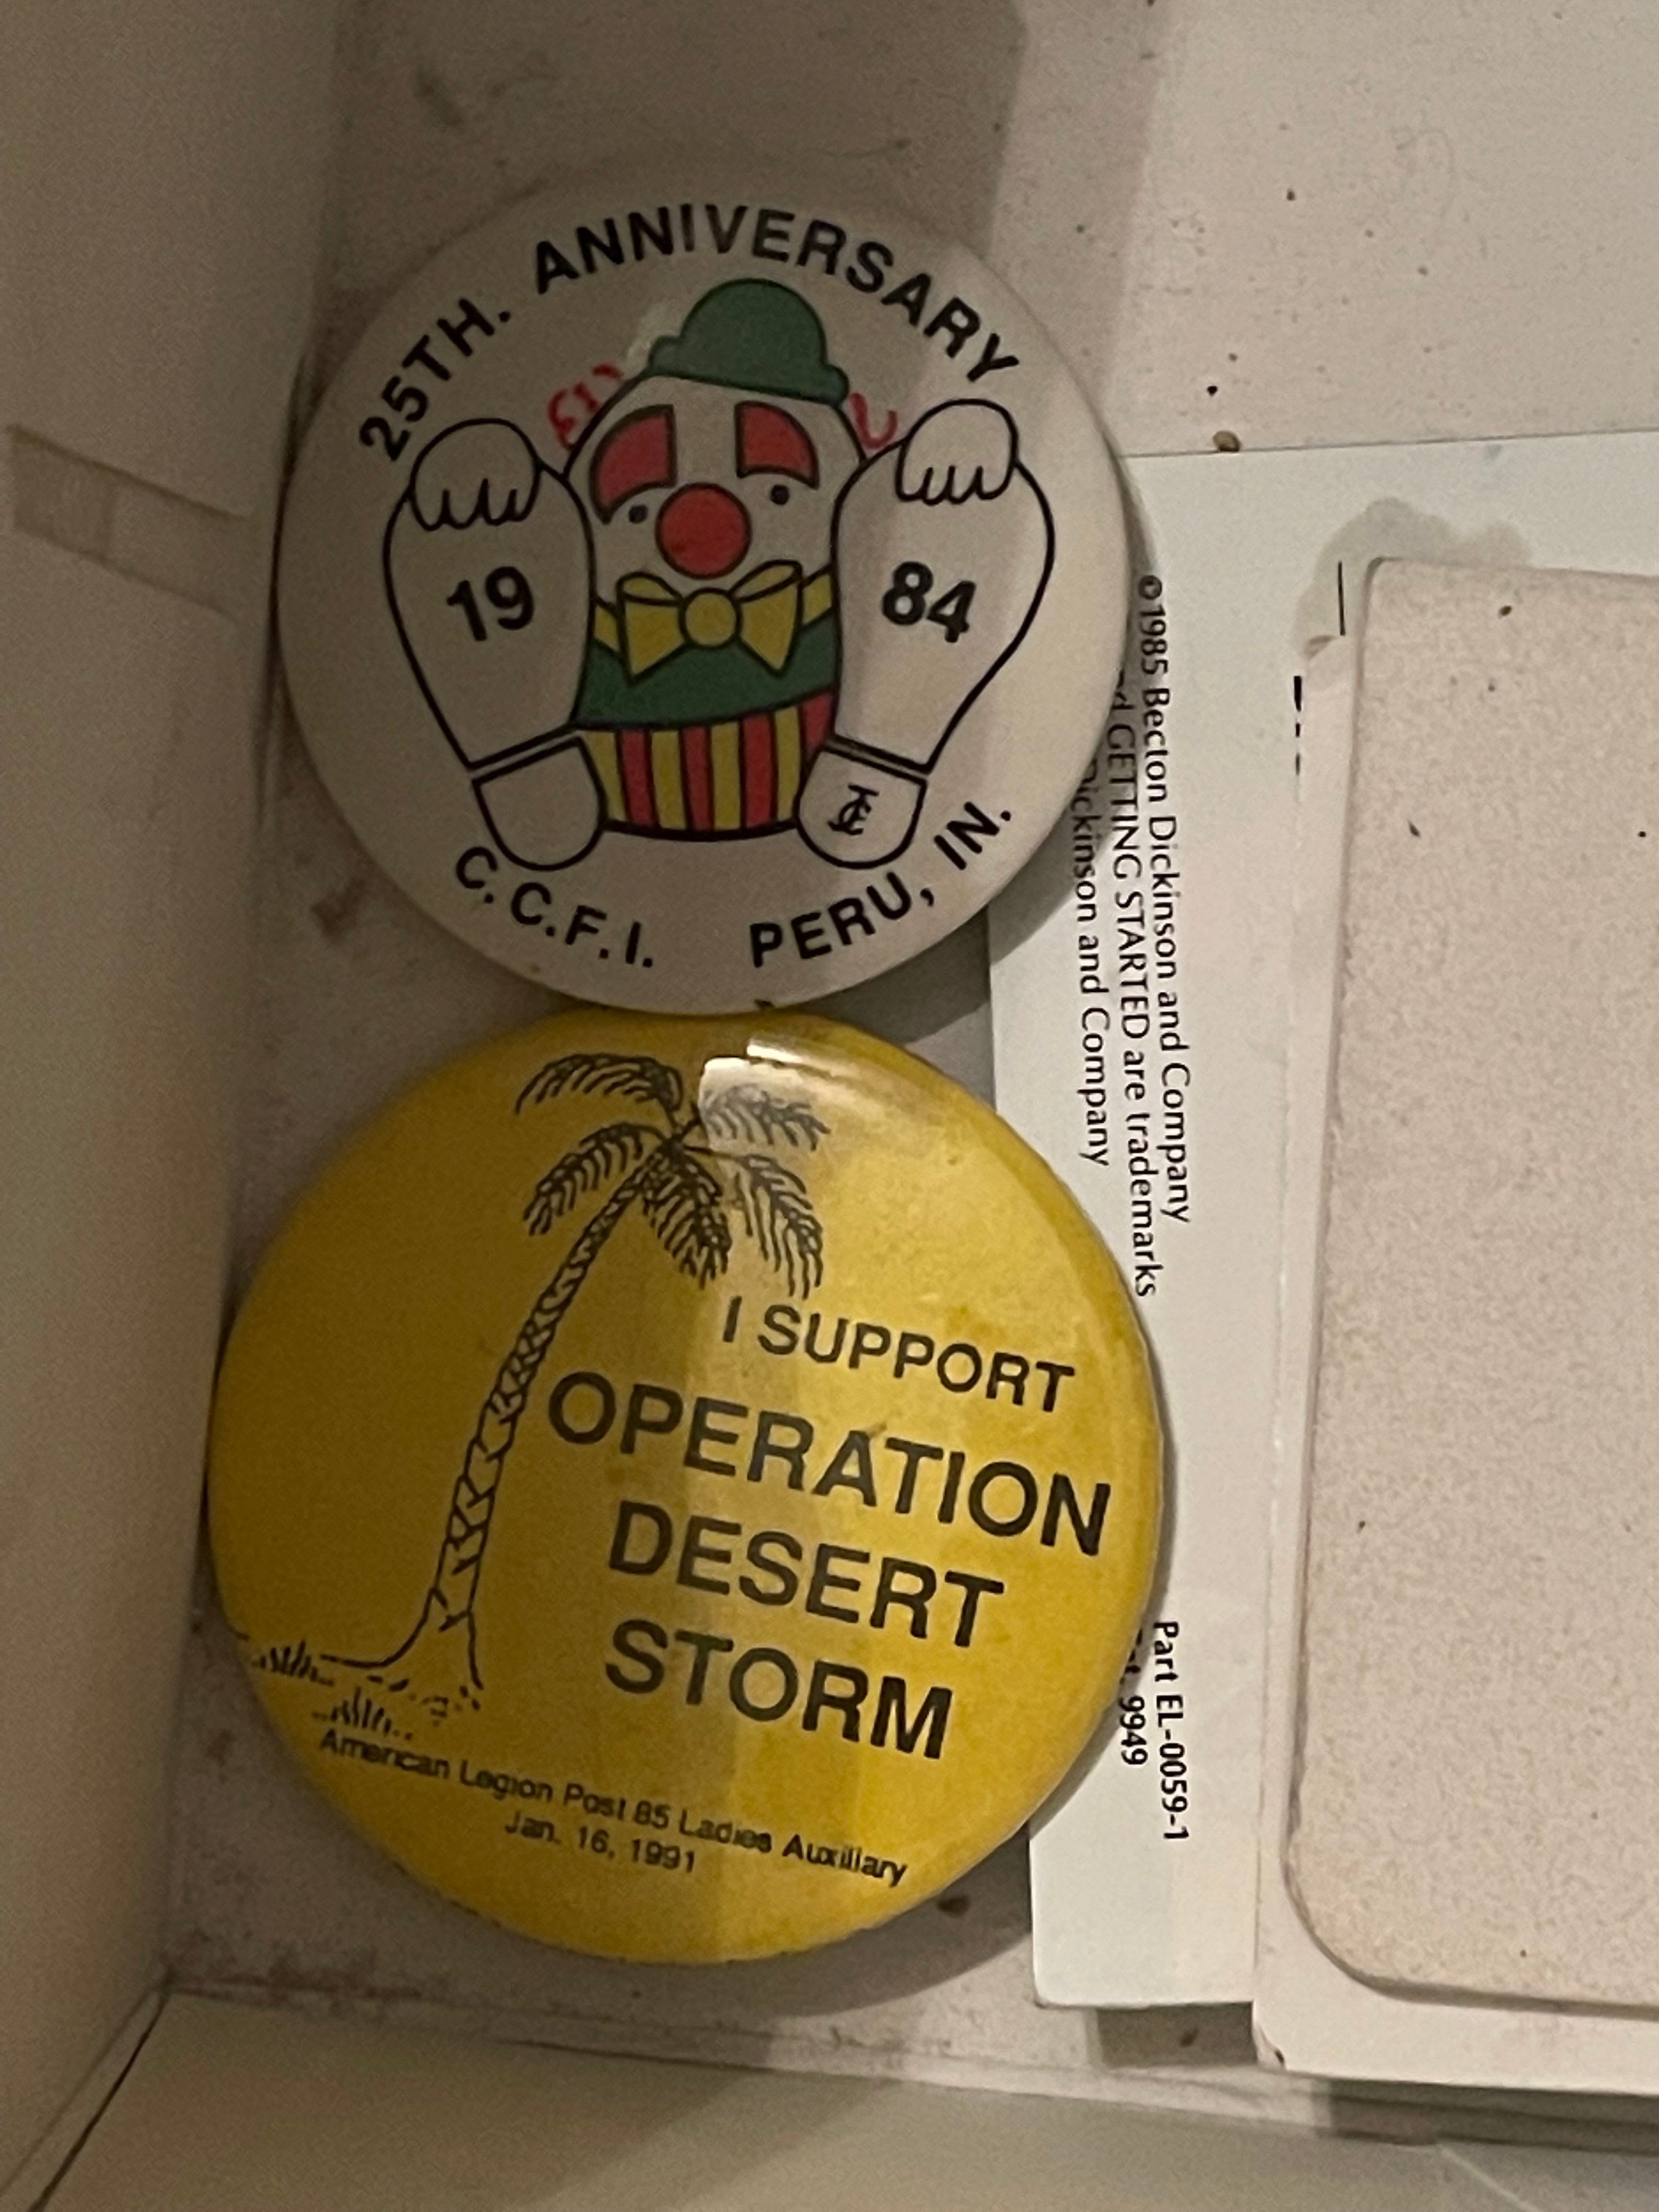 25TH. ANNIVERSARY
19 84
C.C.F.I. PERU, IN.
I SUPPORT
OPERATION
DESERT
STORM
American Legion Post 85 Ladies Auxillary
Jan. 16, 1991
©1985 Becton Dickinson and Company
GETTING STARTED are trademarks
Dickinson and Company
Part EL-0059-1
9949